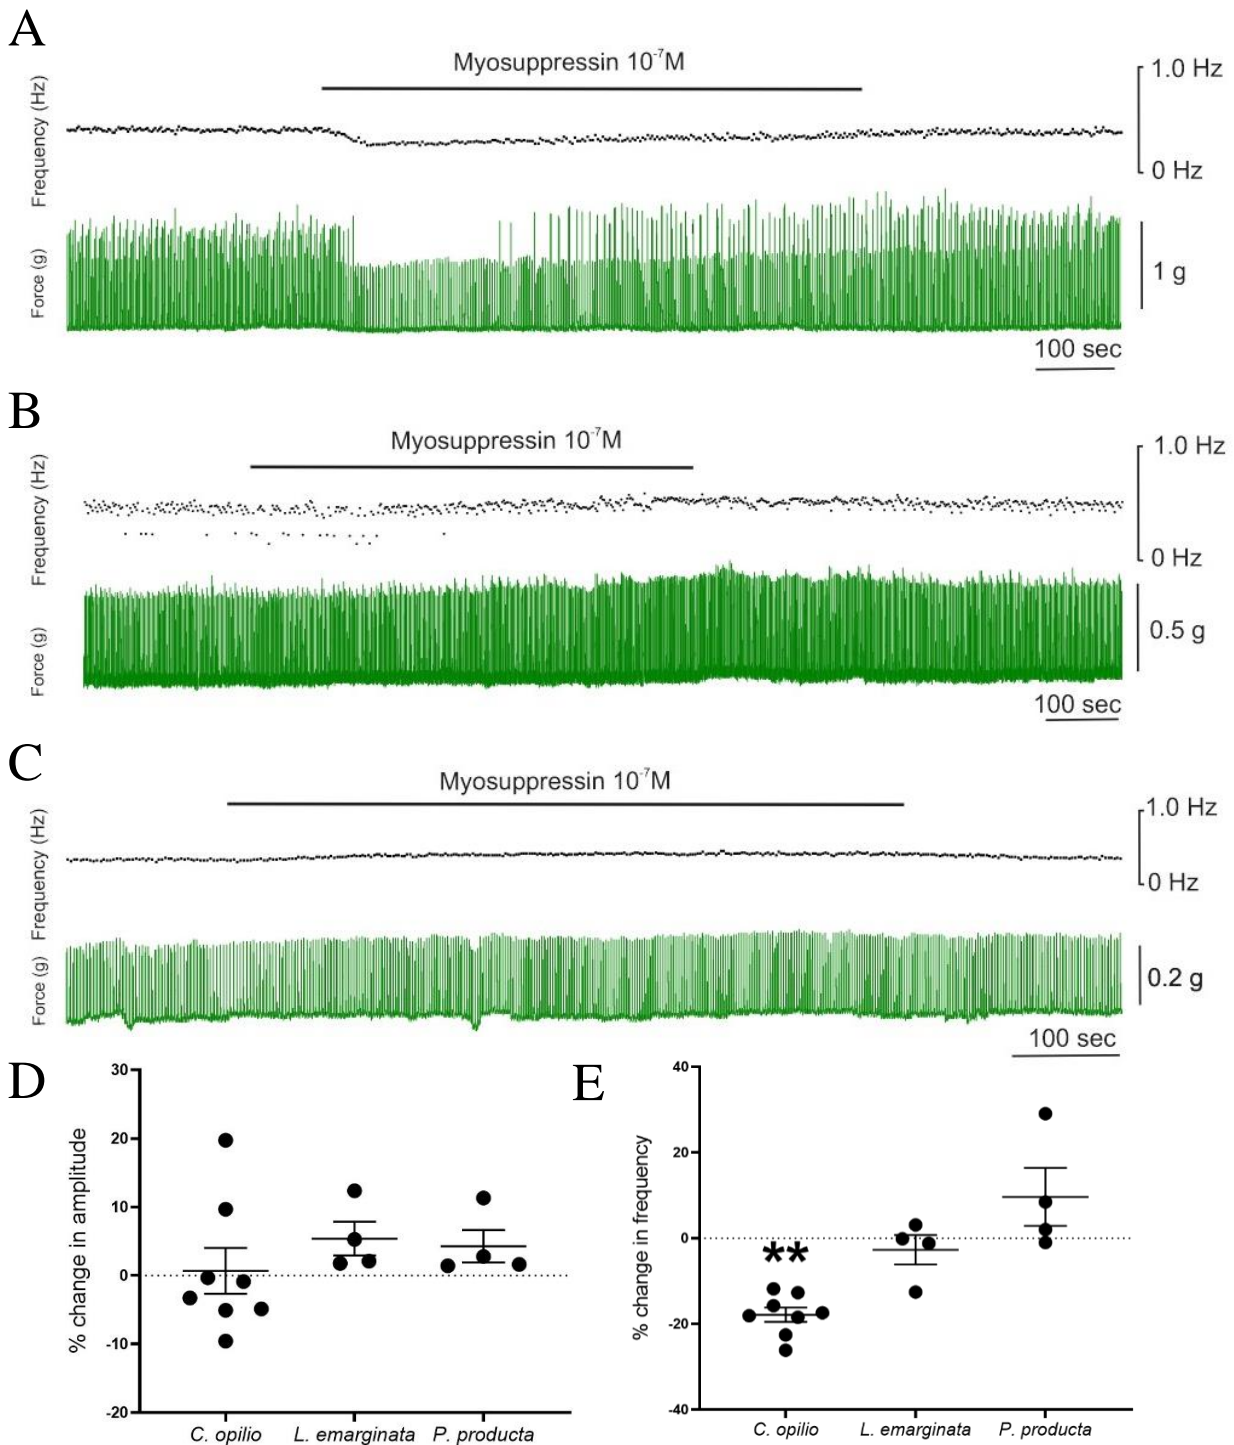 A
Myosuppressin 10⁻⁷M
1.0 Hz
Frequency (Hz)
0 Hz
Force (g)
1 g
100 sec
B
Myosuppressin 10⁻⁷M
1.0 Hz
Frequency (Hz)
0 Hz
Force (g)
0.5 g
100 sec
C
Myosuppressin 10⁻⁷M
1.0 Hz
Frequency (Hz)
0 Hz
Force (g)
0.2 g
100 sec
D
% change in amplitude
30
20
10
0
-10
-20
C. opilio
L. emarginata
P. producta
E
% change in frequency
40
20
0
-20
-40
**
C. opilio
L. emarginata
P. producta